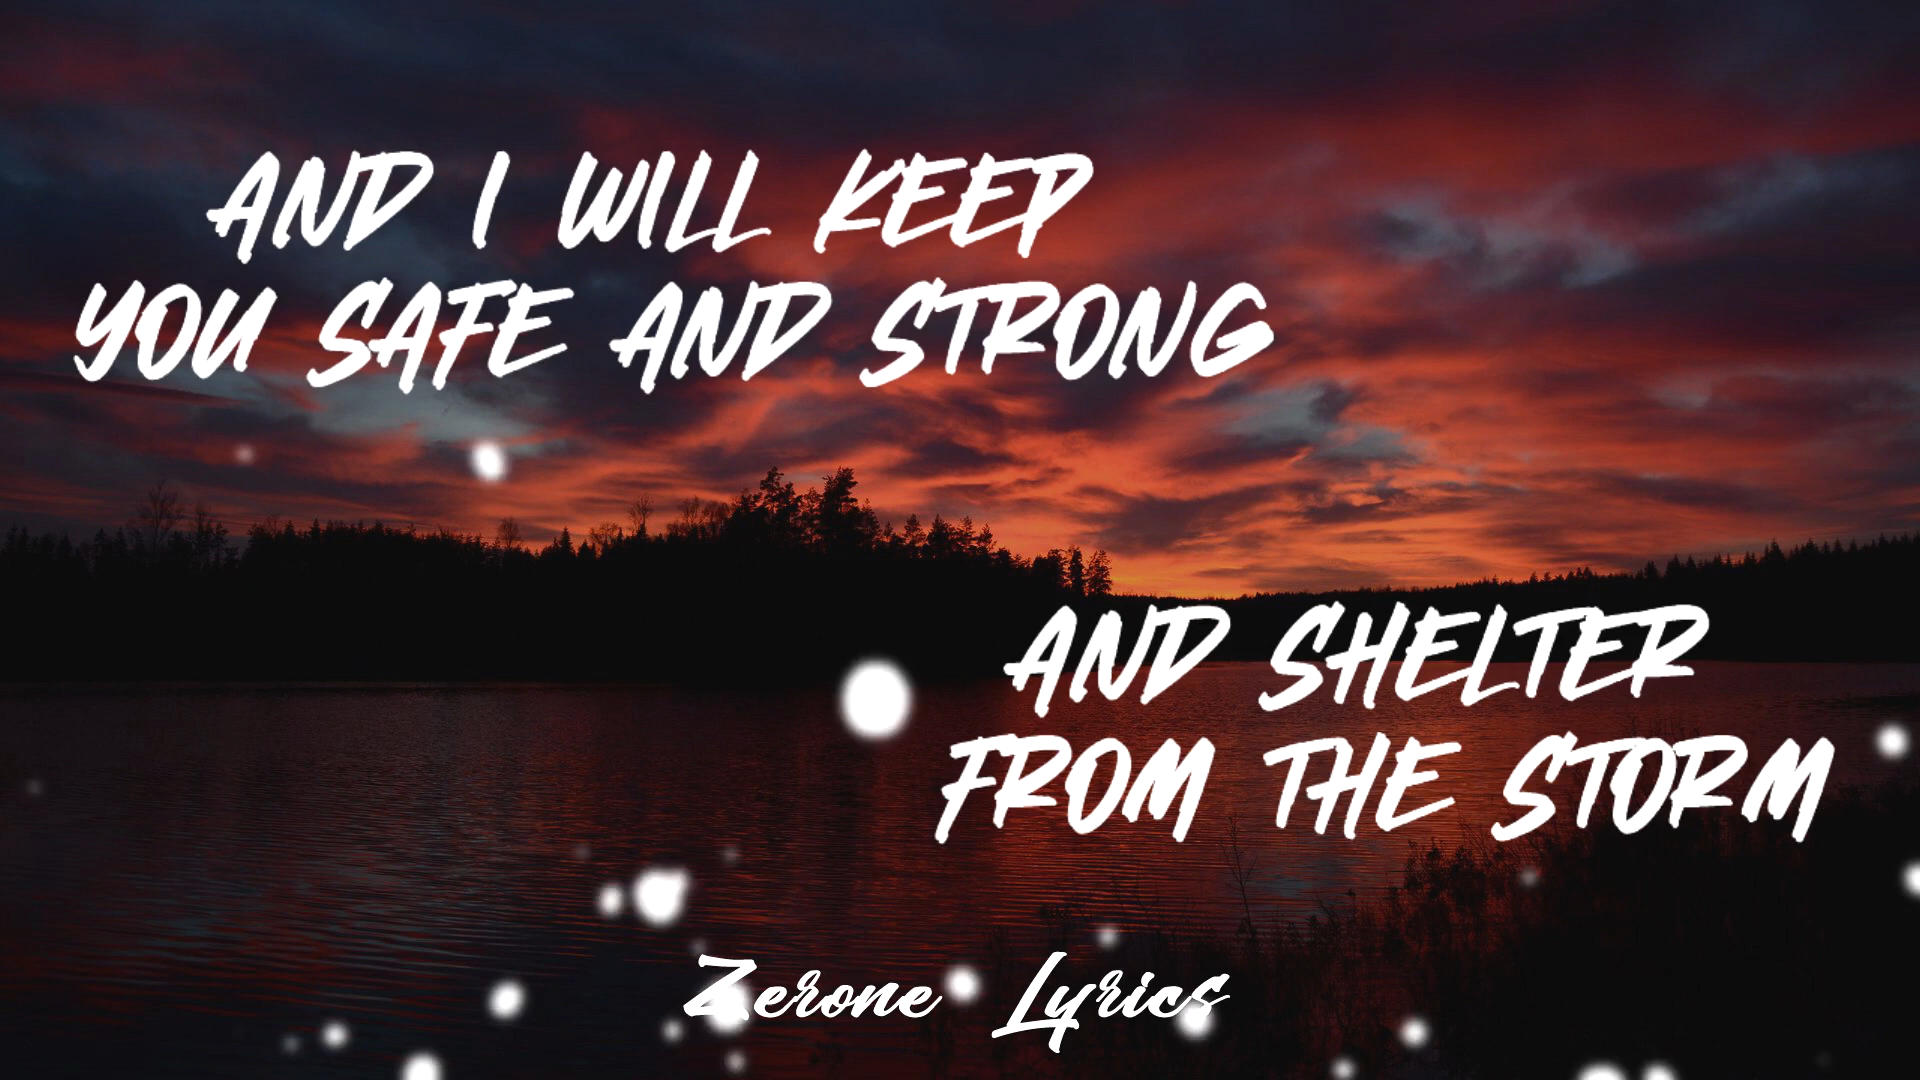 AND I WILL KEEP
YOU SAFE AND STRONG
AND SHELTER
FROM THE STORM
Zerone Lyrics